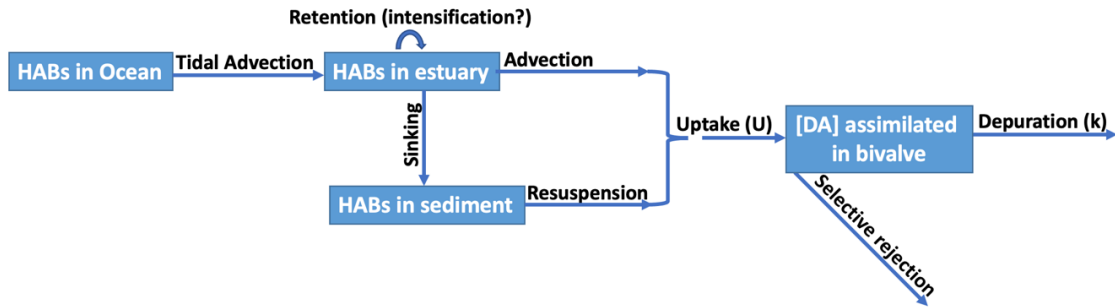 Retention (intensification?)
HABs in Ocean
Tidal Advection
HABs in estuary
Advection
Sinking
HABs in sediment
Resuspension
Uptake (U)
[DA] assimilated
in bivalve
Depuration (k)
Selective rejection